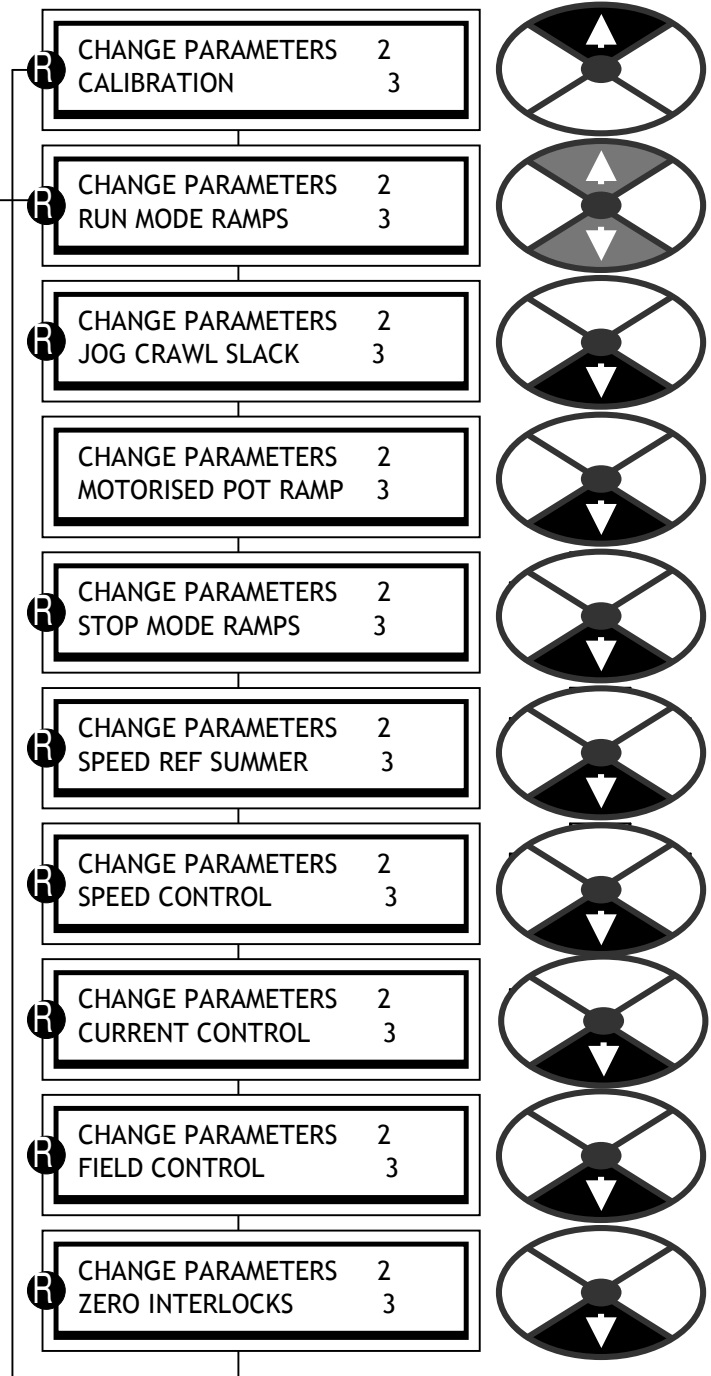 R CHANGE PARAMETERS 2
CALIBRATION 3
R CHANGE PARAMETERS 2
RUN MODE RAMPS 3
R CHANGE PARAMETERS 2
JOG CRAWL SLACK 3
CHANGE PARAMETERS 2
MOTORISED POT RAMP 3
R CHANGE PARAMETERS 2
STOP MODE RAMPS 3
R CHANGE PARAMETERS 2
SPEED REF SUMMER 3
R CHANGE PARAMETERS 2
SPEED CONTROL 3
R CHANGE PARAMETERS 2
CURRENT CONTROL 3
R CHANGE PARAMETERS 2
FIELD CONTROL 3
R CHANGE PARAMETERS 2
ZERO INTERLOCKS 3